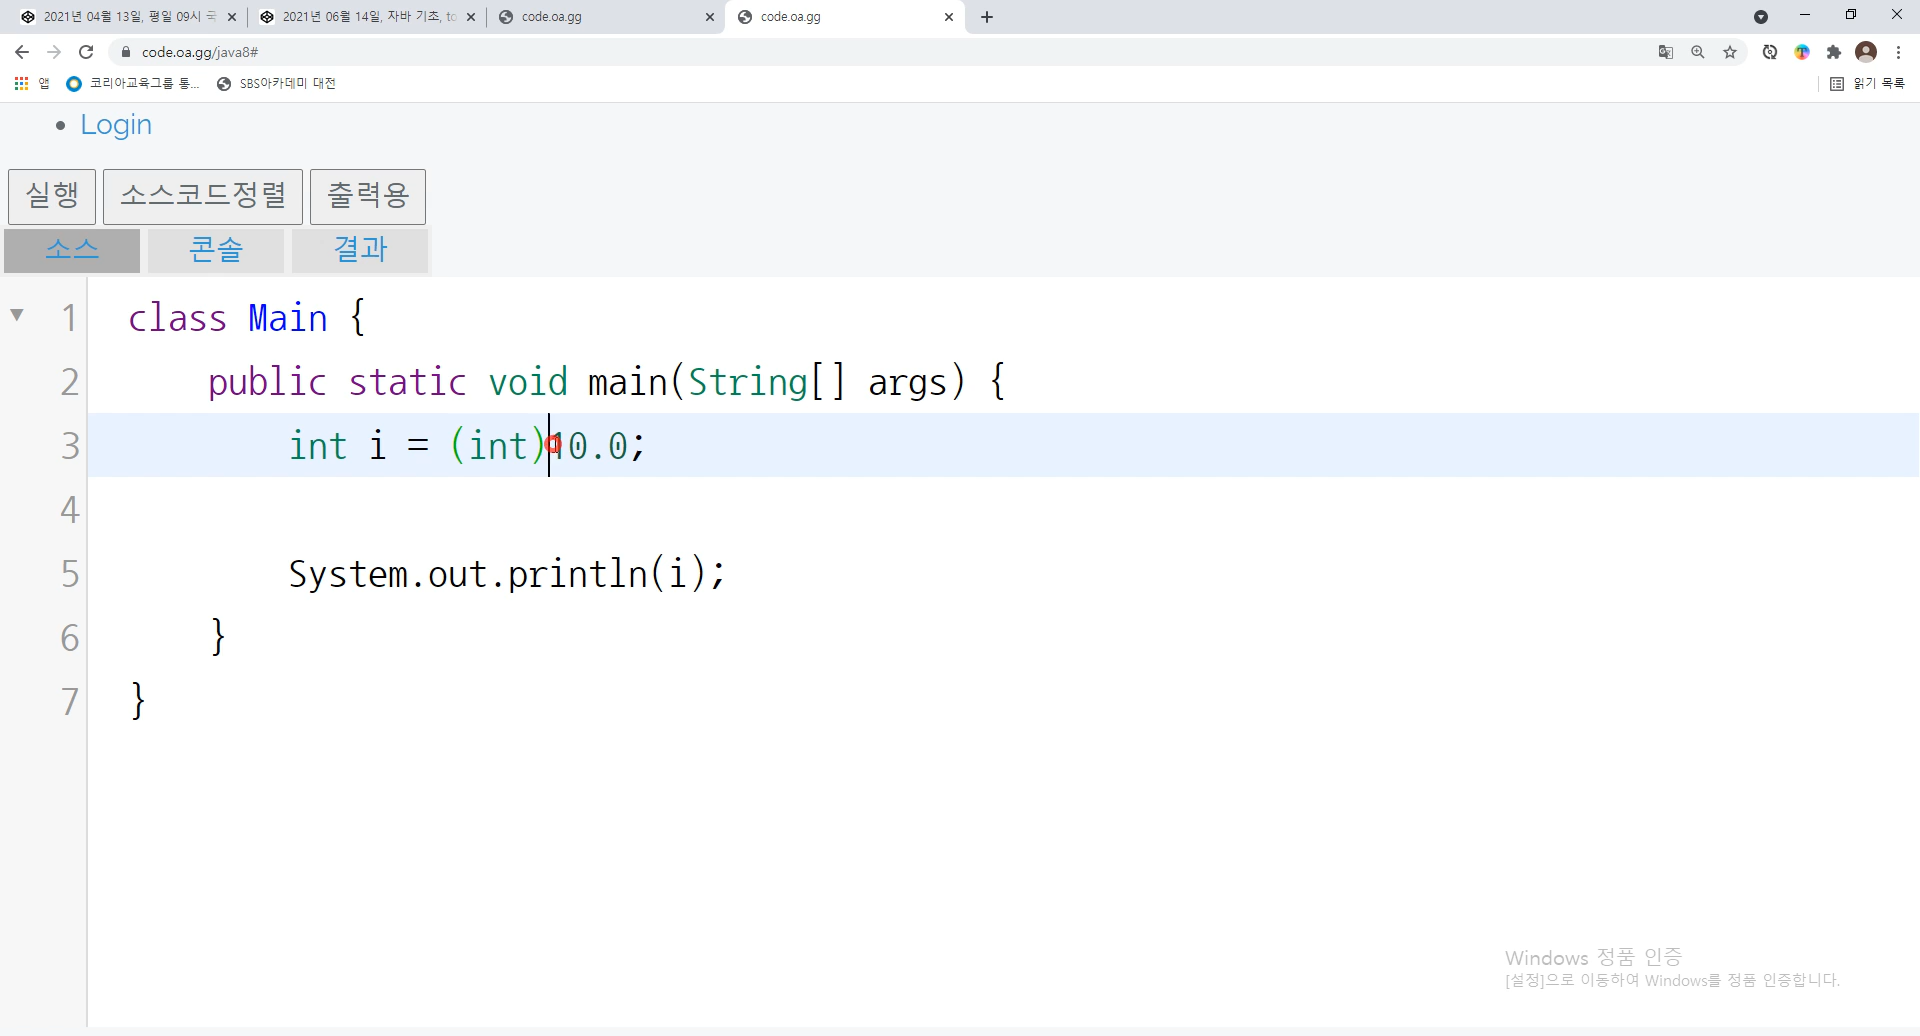 2021년 04월 13일, 평일 09시 국
2021년 06월 14일, 자바 기초, to
code.oa.gg
code.oa.gg
code.oa.gg/java8#
앱
코리아교육그룹 통...
SBS아카데미 대전
읽기 목록
Login
실행
소스코드정렬
출력용
소스
콘솔
결과
1 class Main {
2 public static void main(String[] args) {
3 int i = (int)10.0;
4
5 System.out.println(i);
6 }
7 }
Windows 정품 인증
[설정]으로 이동하여 Windows를 정품 인증합니다.